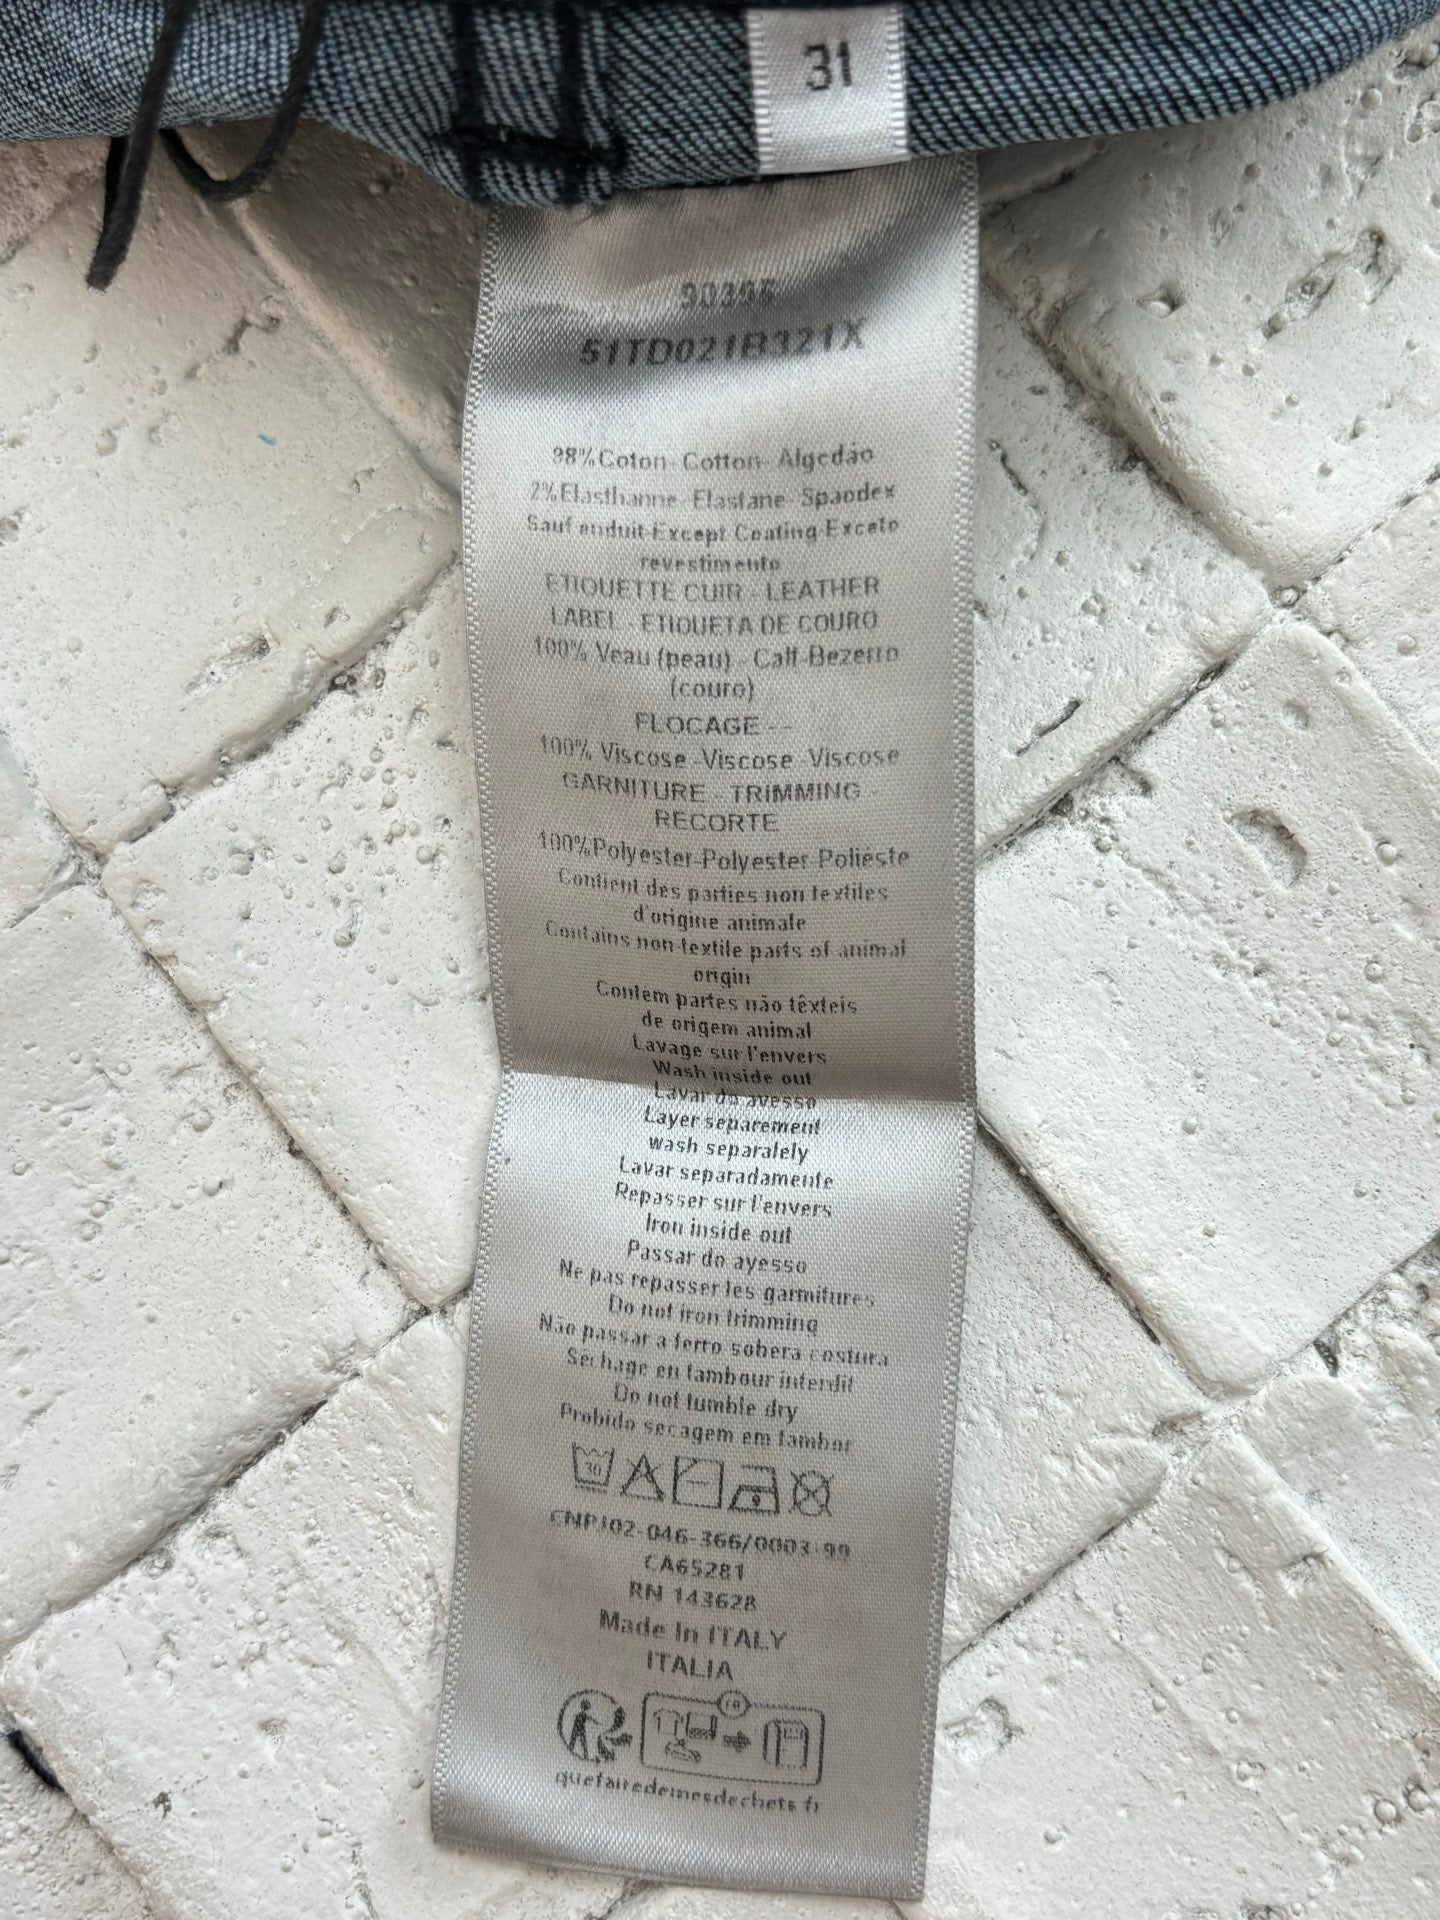 31
90396
51TD021B321X
98%Coton- Cotton- Algodão
2%Elasthanne -Elastane- Spandex
Sauf enduit-Except Coating-Exceto
revestimento
ETIQUETTE CUIR - LEATHER
LABEL - ETIQUETA DE COURO
100% Veau (peau) - Calf-Bezerro
(couro)
FLOCAGE - -
100% Viscose -Viscose -Viscose
GARNITURE - TRIMMING
RECORTE
100%Polyester-Polyester-Poliéste
Contient des parties non textiles
d'origine animale
Contains non-textile parts of animal
origin
Contem partes não têxteis
de origem animal
Lavage sur l'envers
Wash inside out
Lavar do avesso
Layer separement
wash separalely
Lavar separadamente
Repasser sur l'envers
Iron inside out
Passar do ayesso
Ne pas repasser les garmitures
Do not iron trimming
Não passar a ferro sobera costura
Séchage en tambour interdit
Do not tumble dry
Probido secagem em tambor
30
CNPJ02-046-366/0003-99
CA65281
RN 143628
Made In ITALY
ITALIA
FR
quefairedemesdechets.fr